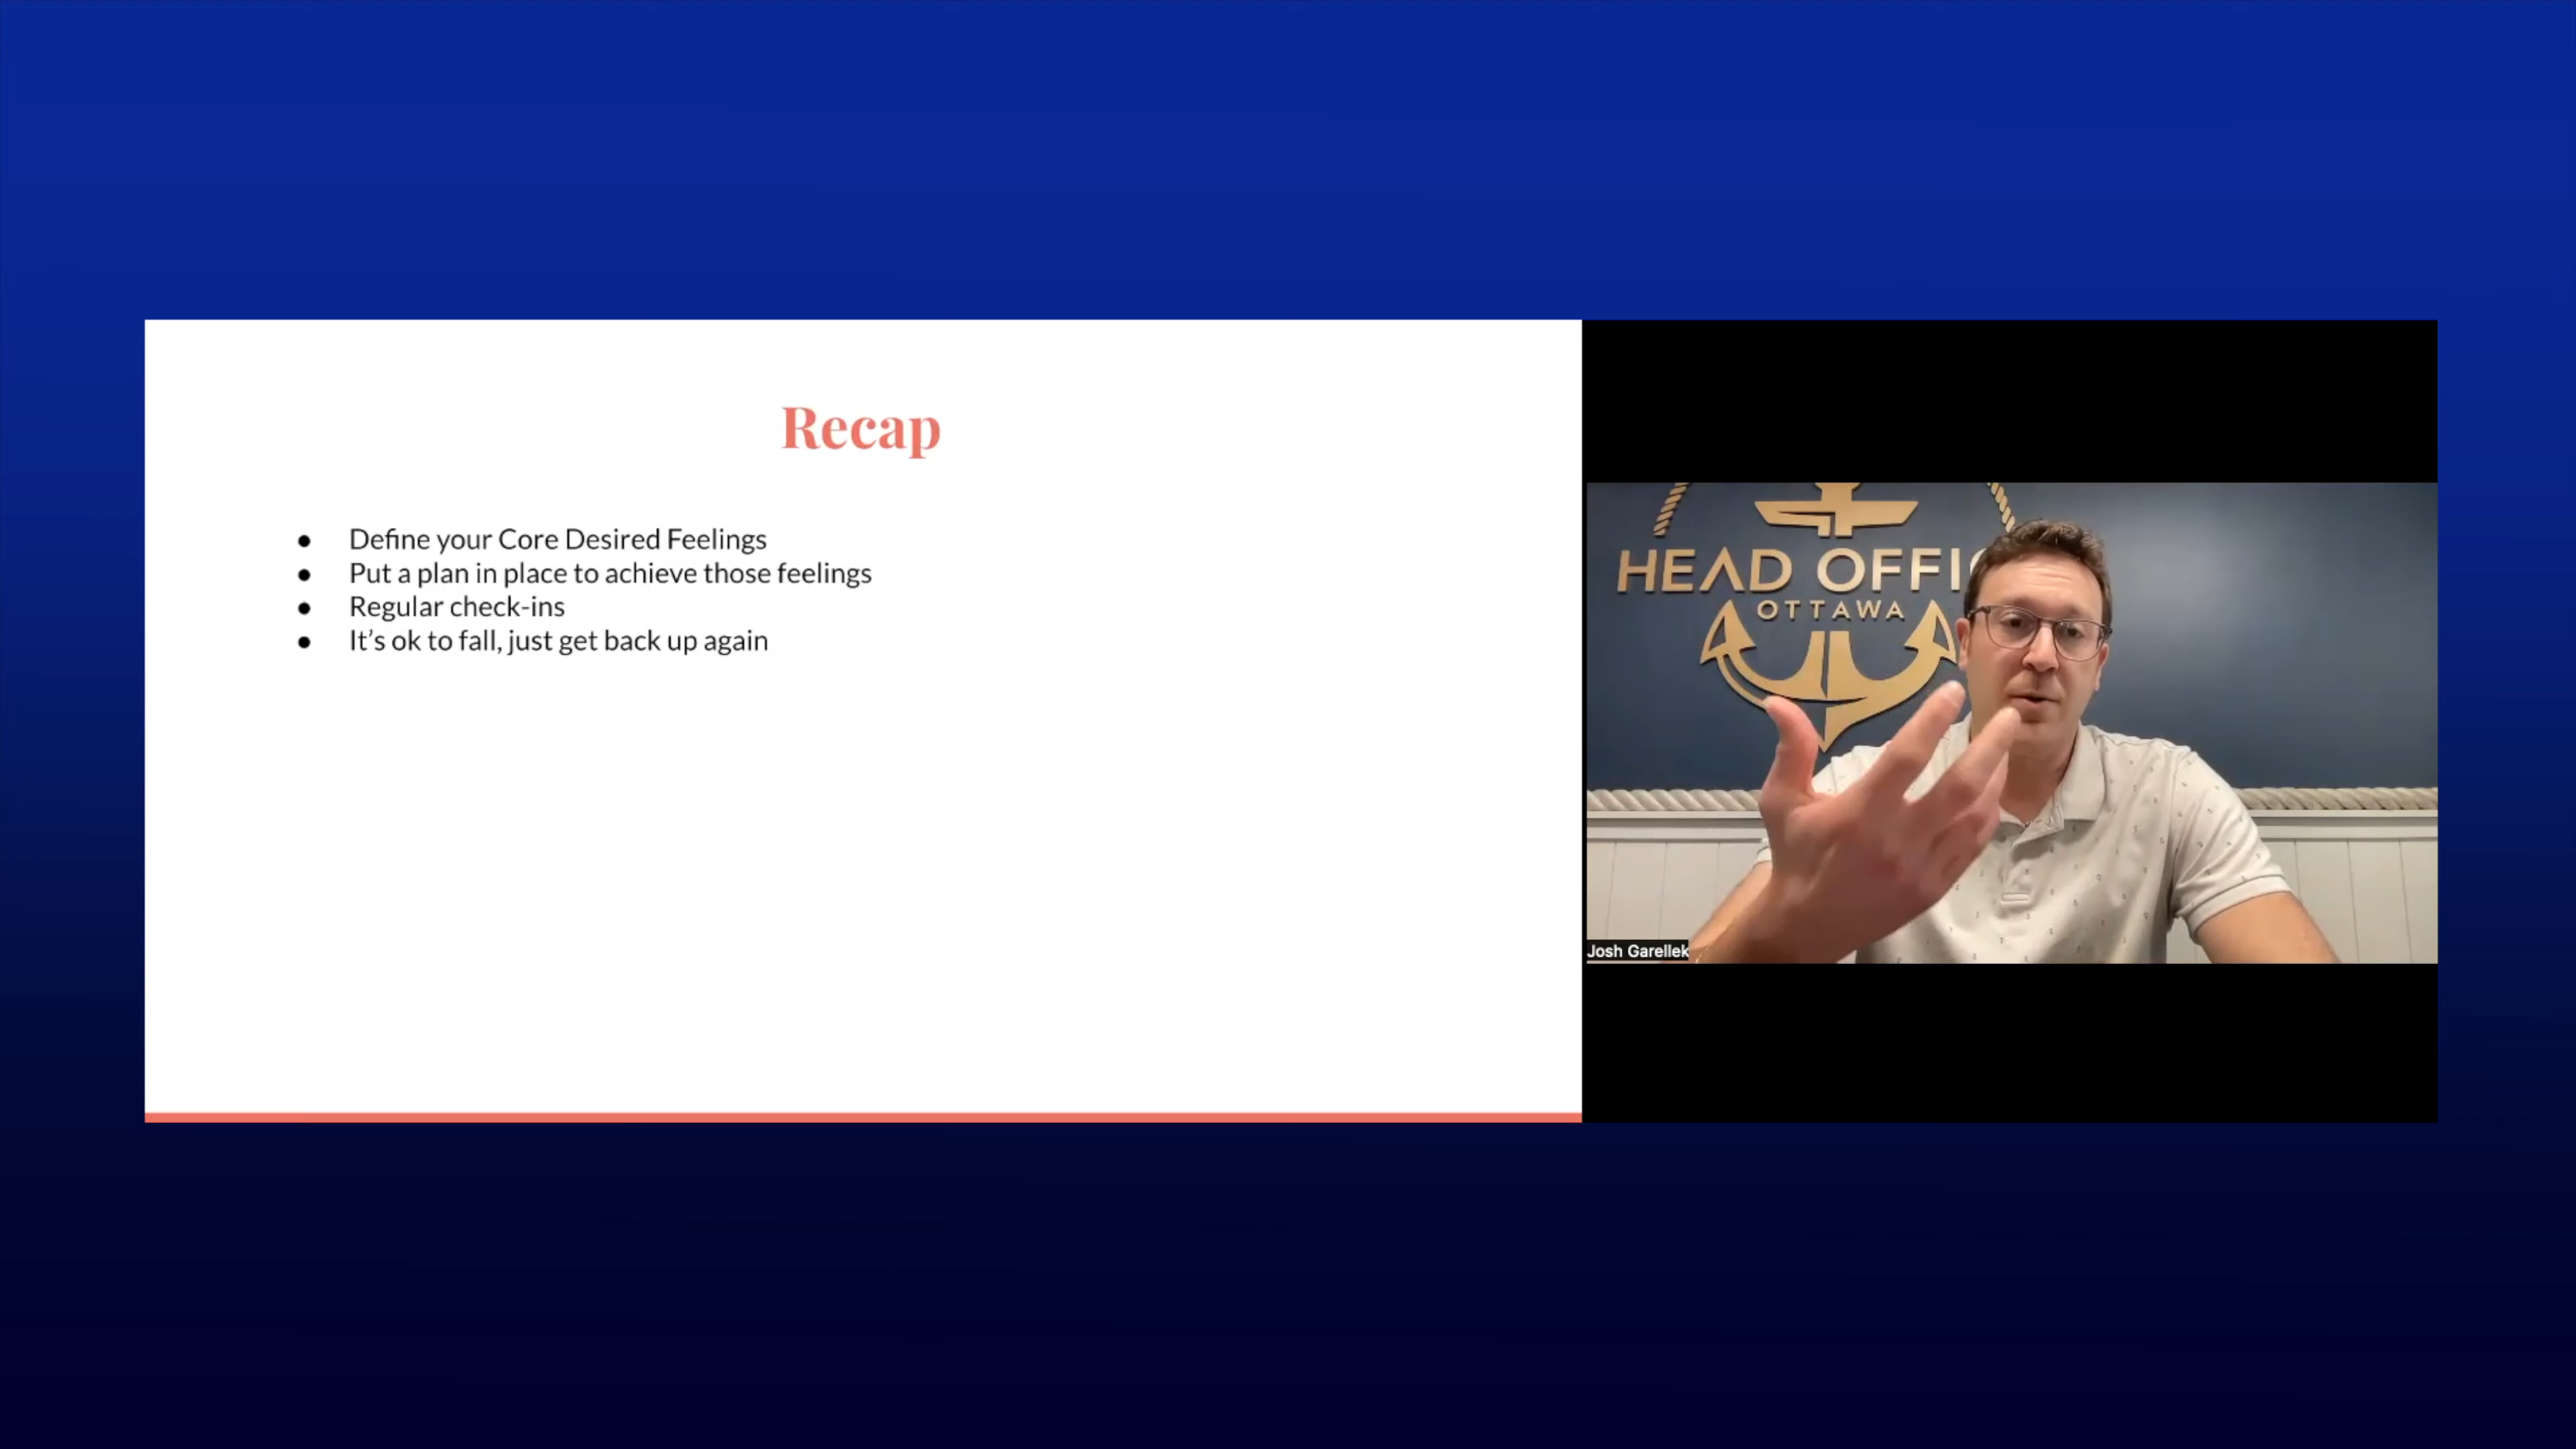 Recap
● Define your Core Desired Feelings
● Put a plan in place to achieve those feelings
● Regular check-ins
● It’s ok to fall, just get back up again
HEAD OFFIC
OTTAWA
Josh Garellek